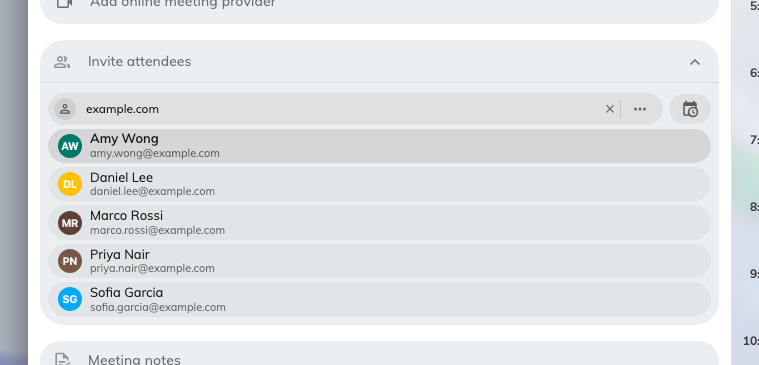 Add online meeting provider
Invite attendees
example.com
AW Amy Wong
amy.wong@example.com
DL Daniel Lee
daniel.lee@example.com
MR Marco Rossi
marco.rossi@example.com
PN Priya Nair
priya.nair@example.com
SG Sofia Garcia
sofia.garcia@example.com
Meeting notes
5:
6:
7:
8:
9:
10: